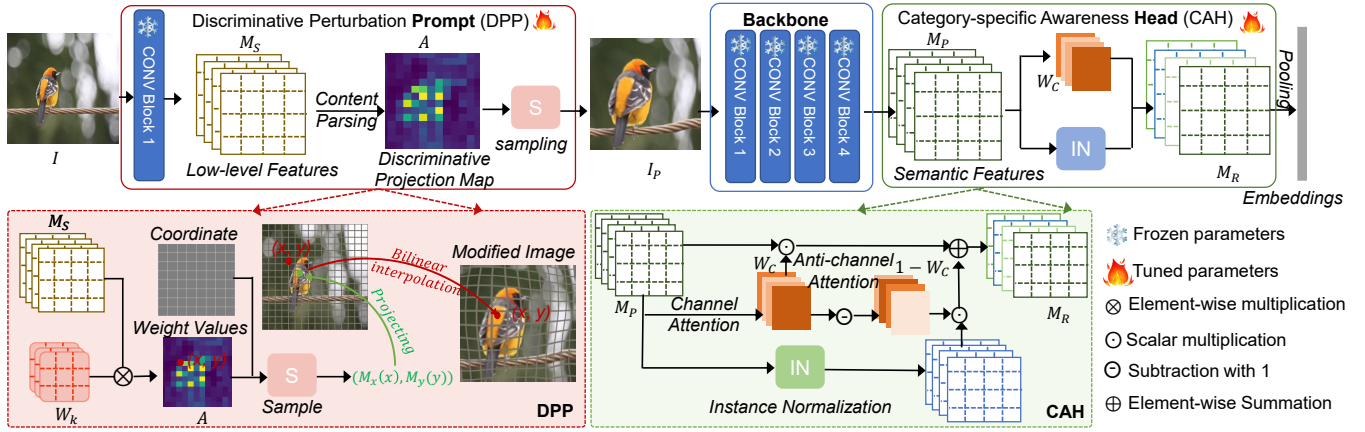 Discriminative Perturbation Prompt (DPP)
CONV Block 1
M_S
Low-level Features
Content
Parsing
A
Discriminative
Projection Map
S
sampling
I
I_P
Backbone
CONV Block 1
CONV Block 2
CONV Block 3
CONV Block 4
Category-specific Awareness Head (CAH)
M_P
Semantic Features
W_C
IN
M_R
Pooling
Embeddings
M_S
Coordinate
Weight Values
(x, y)
W_k
A
S
Sample
(x, y)
Bilinear
interpolation
Projecting
(M_x(x), M_y(y))
Modified Image
(x, y)
DPP
M_P
Channel
Attention
W_C
Anti-channel
Attention
1 − W_C
IN
Instance Normalization
M_R
CAH
Frozen parameters
Tuned parameters
Element-wise multiplication
Scalar multiplication
Subtraction with 1
Element-wise Summation